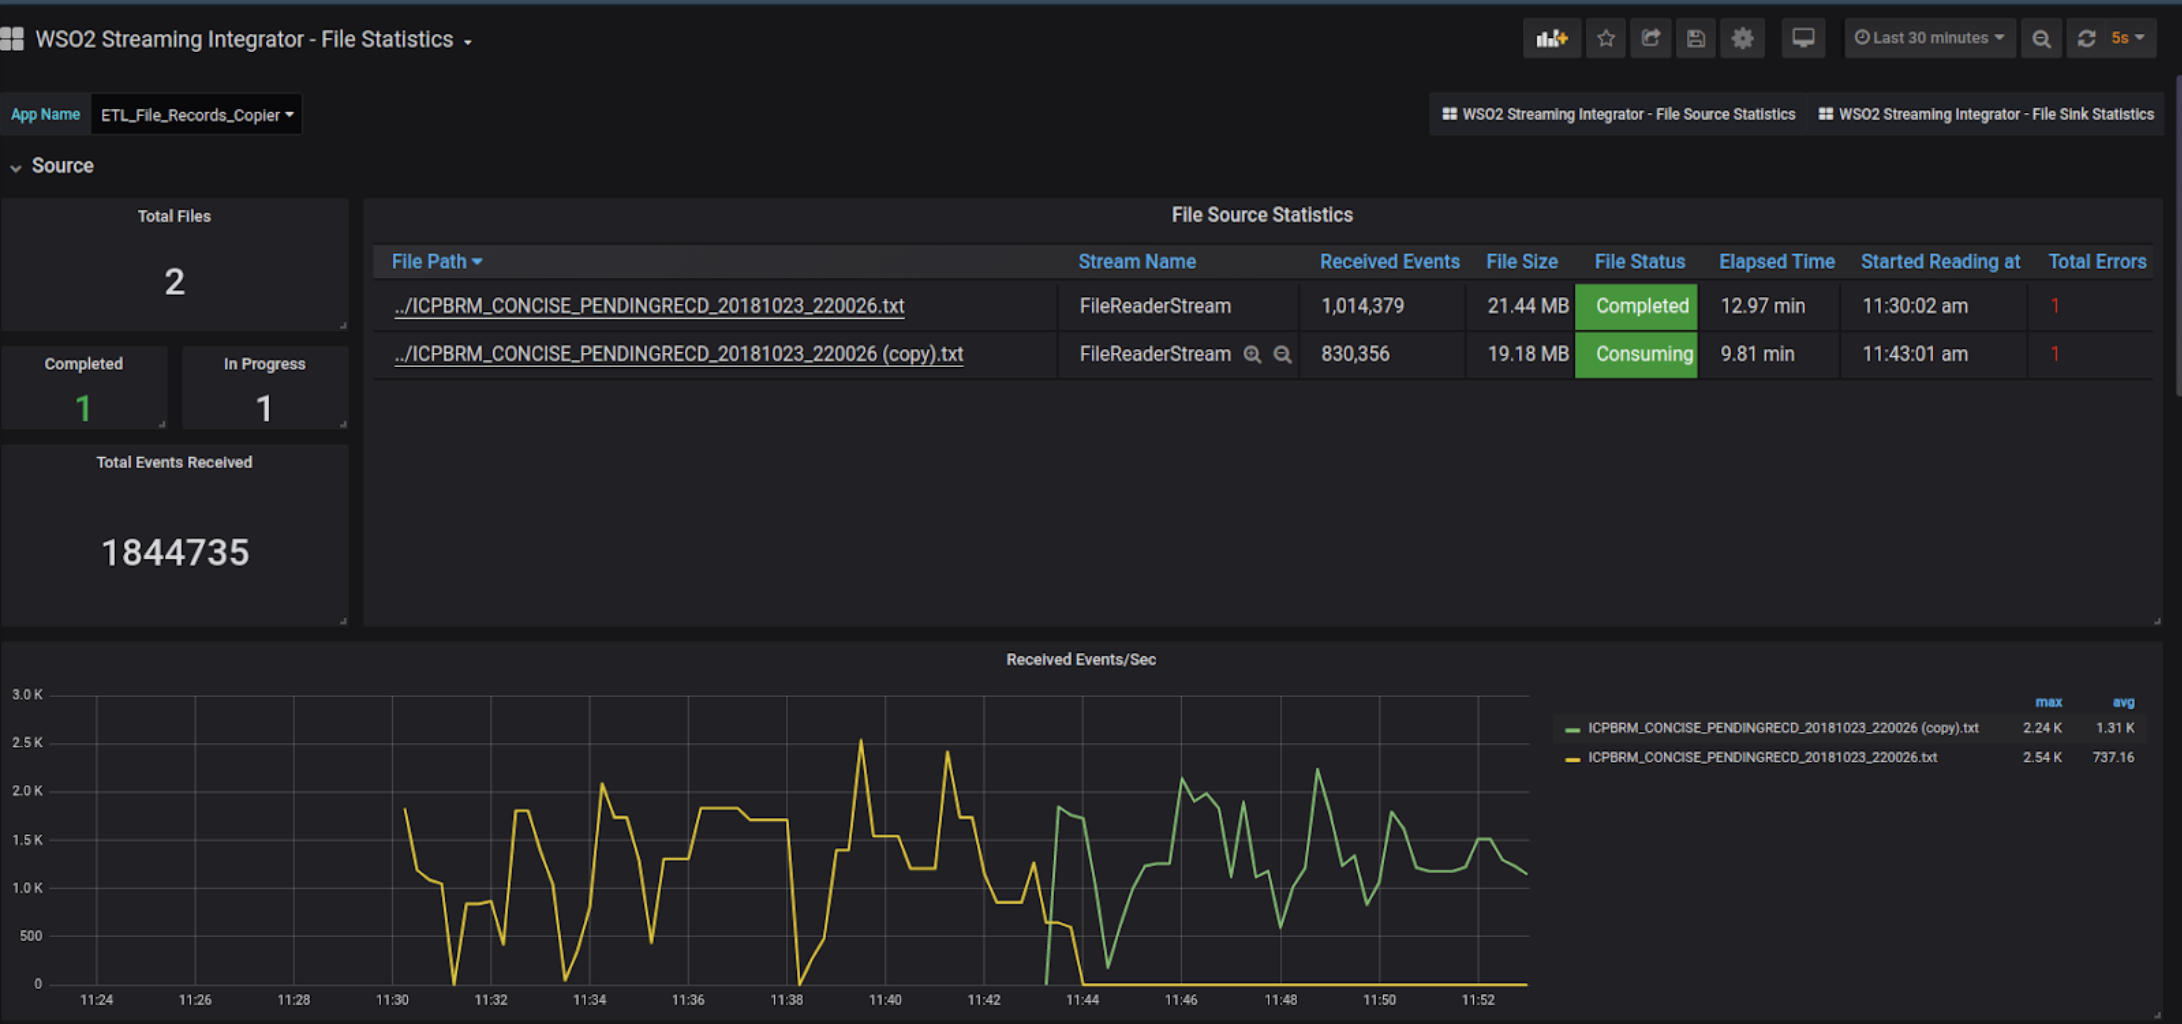 WSO2 Streaming Integrator - File Statistics
Last 30 minutes
5s
App Name
ETL_File_Records_Copier
WSO2 Streaming Integrator - File Source Statistics
WSO2 Streaming Integrator - File Sink Statistics
Source
Total Files
2
Completed
1
In Progress
1
Total Events Received
1844735
File Source Statistics
File Path Stream Name Received Events File Size File Status Elapsed Time Started Reading at Total Errors
../ICPBRM_CONCISE_PENDINGRECD_20181023_220026.txt FileReaderStream 1,014,379 21.44 MB Completed 12.97 min 11:30:02 am 1
../ICPBRM_CONCISE_PENDINGRECD_20181023_220026 (copy).txt FileReaderStream 830,356 19.18 MB Consuming 9.81 min 11:43:01 am 1
Received Events/Sec
3.0 K
2.5 K
2.0 K
1.5 K
1.0 K
500
0
11:24 11:26 11:28 11:30 11:32 11:34 11:36 11:38 11:40 11:42 11:44 11:46 11:48 11:50 11:52
max avg
ICPBRM_CONCISE_PENDINGRECD_20181023_220026 (copy).txt 2.24 K 1.31 K
ICPBRM_CONCISE_PENDINGRECD_20181023_220026.txt 2.54 K 737.16